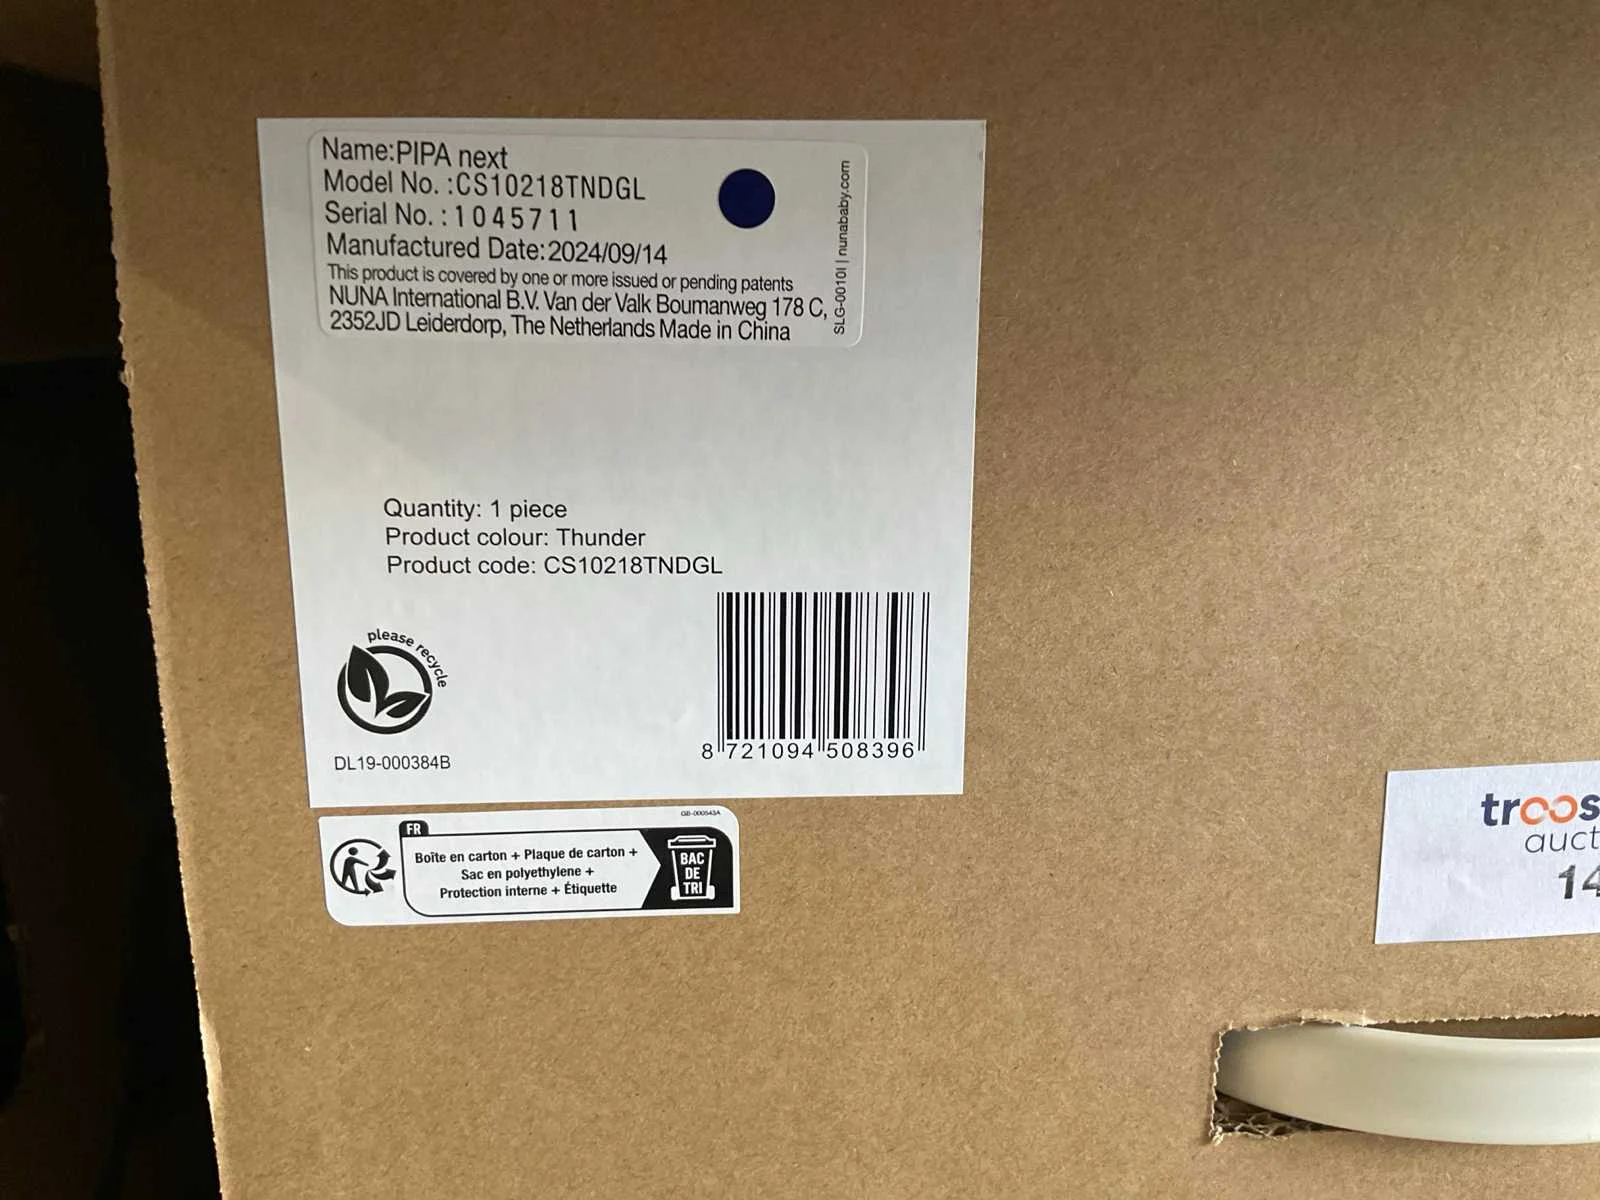 Name:PIPA next
Model No. :CS10218TNDGL
Serial No. : 1045711
Manufactured Date:2024/09/14
This product is covered by one or more issued or pending patents
NUNA International B.V. Van der Valk Boumanweg 178 C,
2352JD Leiderdorp, The Netherlands Made in China
SLG-0010I | nunababy.com
Quantity: 1 piece
Product colour: Thunder
Product code: CS10218TNDGL
please recycle
DL19-000384B
8 721094 508396
GB-000543A
FR
Boîte en carton + Plaque de carton +
Sac en polyethylene +
Protection interne + Étiquette
BAC
DE
TRI
troos
auct
14